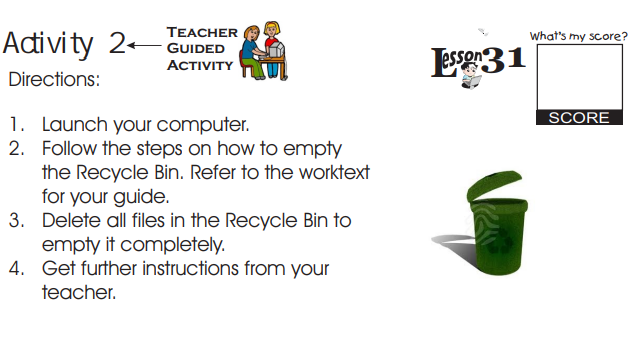 Activity 2
TEACHER
GUIDED
ACTIVITY
Lesson 31
What's my score?
SCORE
Directions:
1. Launch your computer.
2. Follow the steps on how to empty
the Recycle Bin. Refer to the worktext
for your guide.
3. Delete all files in the Recycle Bin to
empty it completely.
4. Get further instructions from your
teacher.